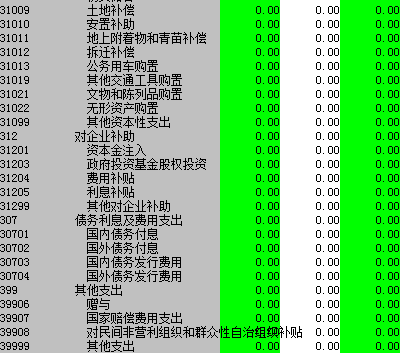 31009 土地补偿 0.00 0.00 0.00
31010 安置补助 0.00 0.00 0.00
31011 地上附着物和青苗补偿 0.00 0.00 0.00
31012 拆迁补偿 0.00 0.00 0.00
31013 公务用车购置 0.00 0.00 0.00
31019 其他交通工具购置 0.00 0.00 0.00
31021 文物和陈列品购置 0.00 0.00 0.00
31022 无形资产购置 0.00 0.00 0.00
31099 其他资本性支出 0.00 0.00 0.00
312 对企业补助 0.00 0.00 0.00
31201 资本金注入 0.00 0.00 0.00
31203 政府投资基金股权投资 0.00 0.00 0.00
31204 费用补贴 0.00 0.00 0.00
31205 利息补贴 0.00 0.00 0.00
31299 其他对企业补助 0.00 0.00 0.00
307 债务利息及费用支出 0.00 0.00 0.00
30701 国内债务付息 0.00 0.00 0.00
30702 国外债务付息 0.00 0.00 0.00
30703 国内债务发行费用 0.00 0.00 0.00
30704 国外债务发行费用 0.00 0.00 0.00
399 其他支出 0.00 0.00 0.00
39906 赠与 0.00 0.00 0.00
39907 国家赔偿费用支出 0.00 0.00 0.00
39908 对民间非营利组织和群众性自治组织补贴 0.00 0.00 0.00
39999 其他支出 0.00 0.00 0.00